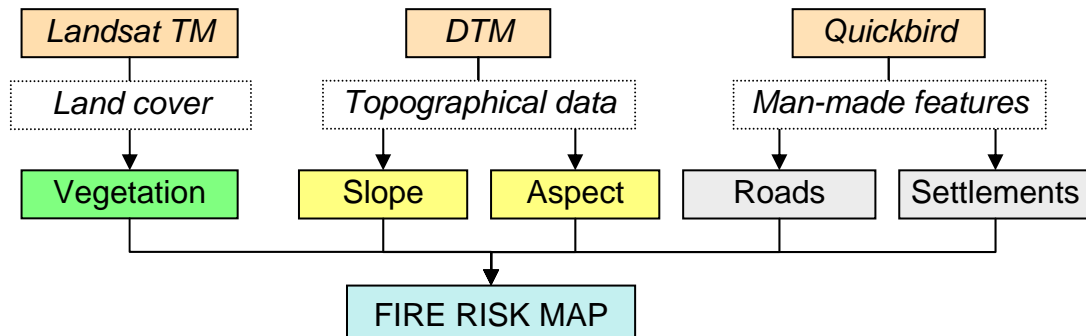 Landsat TM
DTM
Quickbird
Land cover
Topographical data
Man-made features
Vegetation
Slope
Aspect
Roads
Settlements
FIRE RISK MAP